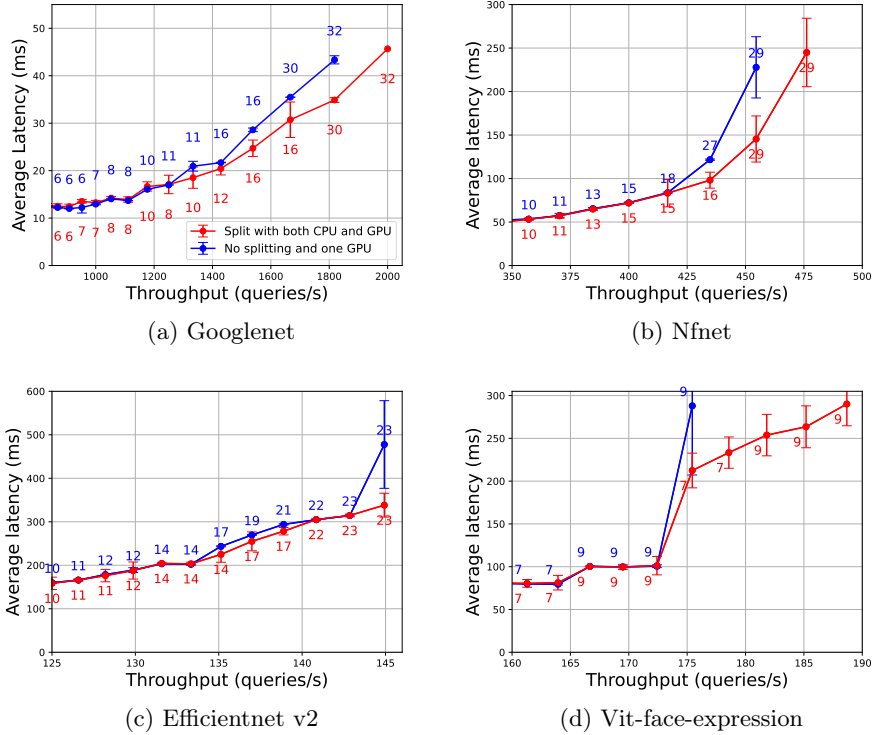 50
40
30
20
10
0
Average Latency (ms)
6 6 7 7 8 8 10 11 11 16 16 30 32
6 6 7 7 8 8 10 8 10 12 16 16 30 32
Split with both CPU and GPU
No splitting and one GPU
1000 1200 1400 1600 1800 2000
Throughput (queries/s)
(a) Googlenet
300
250
200
150
100
50
0
Average latency (ms)
10 11 13 15 18 27 29
10 11 13 15 15 16 29 29
350 375 400 425 450 475 500
Throughput (queries/s)
(b) Nfnet
600
500
400
300
200
100
0
Average latency (ms)
10 11 12 12 14 14 17 19 21 22 23 23
10 11 11 12 14 14 14 17 17 22 23 23
125 130 135 140 145
Throughput (queries/s)
(c) Efficientnet v2
300
250
200
150
100
50
0
Average latency (ms)
7 7 9 9 9 9
7 7 9 9 9 7 7 9 9 9
160 165 170 175 180 185 190
Throughput (queries/s)
(d) Vit-face-expression